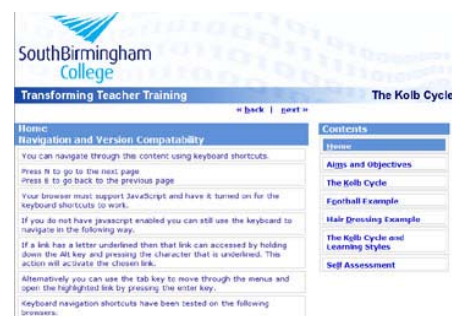 SouthBirmingham
College
Transforming Teacher Training
The Kolb Cycle
« back | next »
Home
Navigation and Version Compatability
You can navigate through this content using keyboard shortcuts.
Press N to go to the next page
Press B to go back to the previous page
Your browser must support JavaScript and have it turned on for the
keyboard shortcuts to work.
If you do not have javascript enabled you can still use the keyboard to
navigate in the following way.
If a link has a letter underlined then that link can accessed by holding
down the Alt key and pressing the character that is underlined. This
action will activate the chosen link.
Alternatively you can use the tab key to move through the menus and
open the highlighted link by pressing the enter key.
Keyboard navigation shortcuts have been tested on the following
browsers.
Contents
Home
Aims and Objectives
The Kolb Cycle
Football Example
Hair Dressing Example
The Kolb Cycle and
Learning Styles
Self Assessment